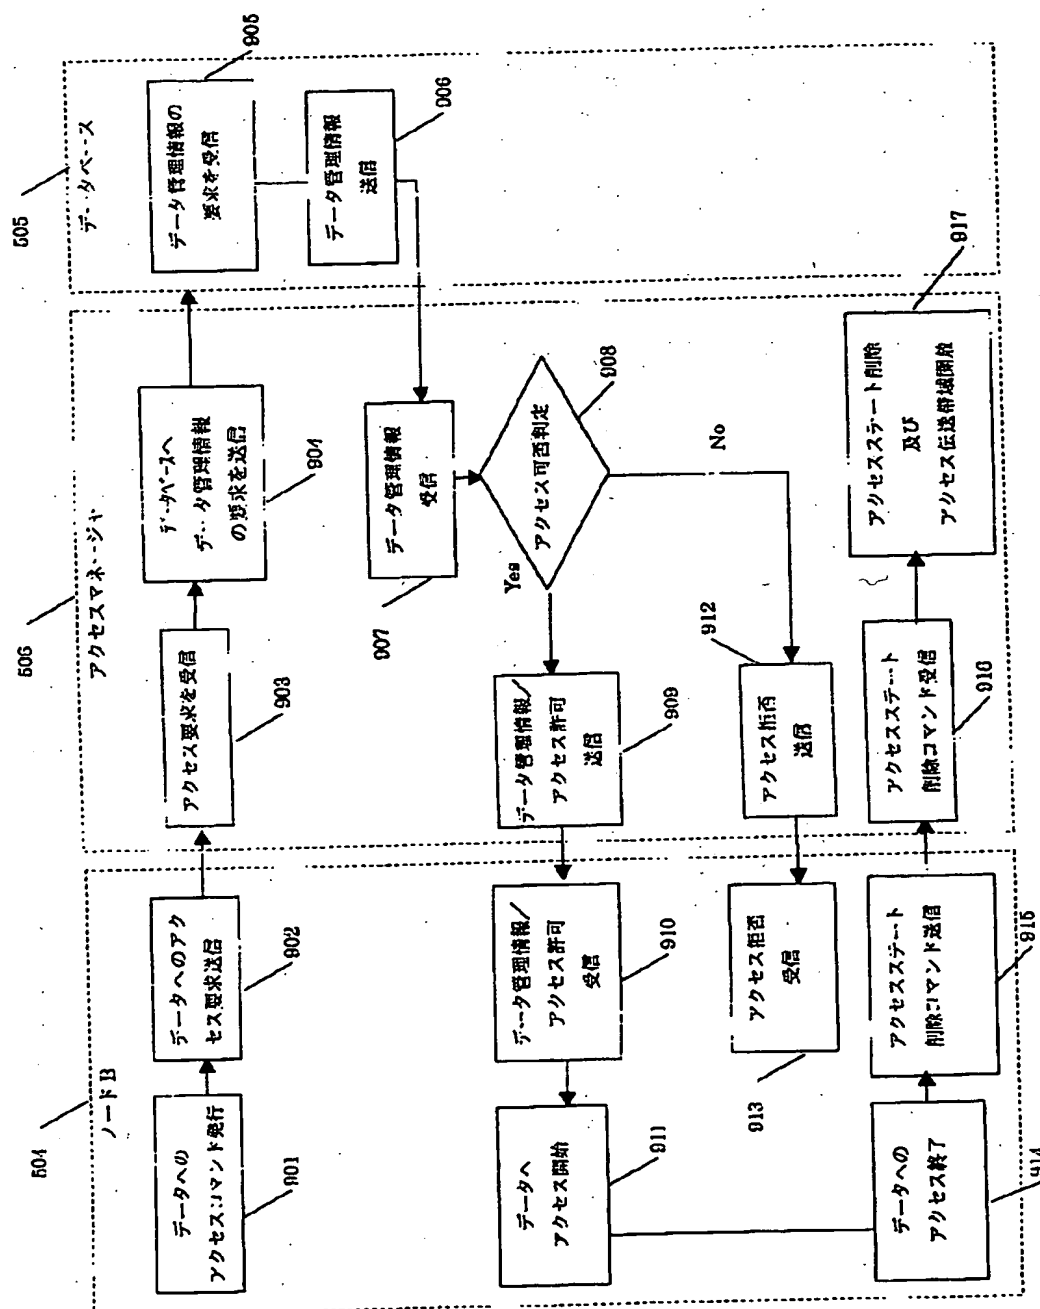 504
ノードB
データへの
アクセスコマンド発行
901
データへのアク
セス要求送信
902
データ管理情報/
アクセス許可
受信
910
データへ
アクセス開始
911
アクセス拒否
受信
913
データへの
アクセス終了
914
アクセスステート
削除コマンド送信
915
506
アクセスマネージャ
アクセス要求を受信
903
データベースへ
データ管理情報
の要求を送信
904
データ管理情報
受信
907
アクセス可否判定
908
Yes
No
データ管理情報/
アクセス許可
送信
909
アクセス拒否
送信
912
アクセスステート
削除コマンド受信
916
アクセスステート削除
及び
アクセス伝送帯域開放
917
505
データベース
データ管理情報の
要求を受信
905
データ管理情報
送信
906